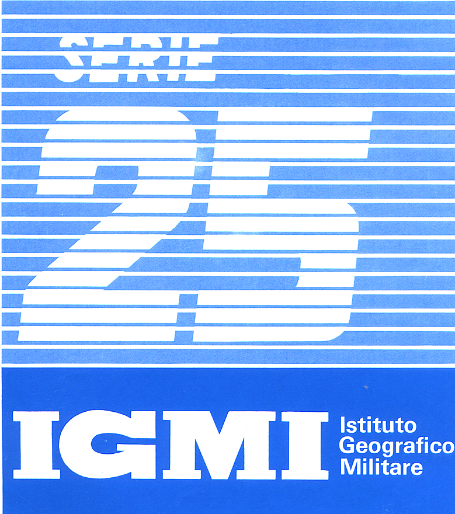 SERIE
25
IGMI
Istituto
Geografico
Militare